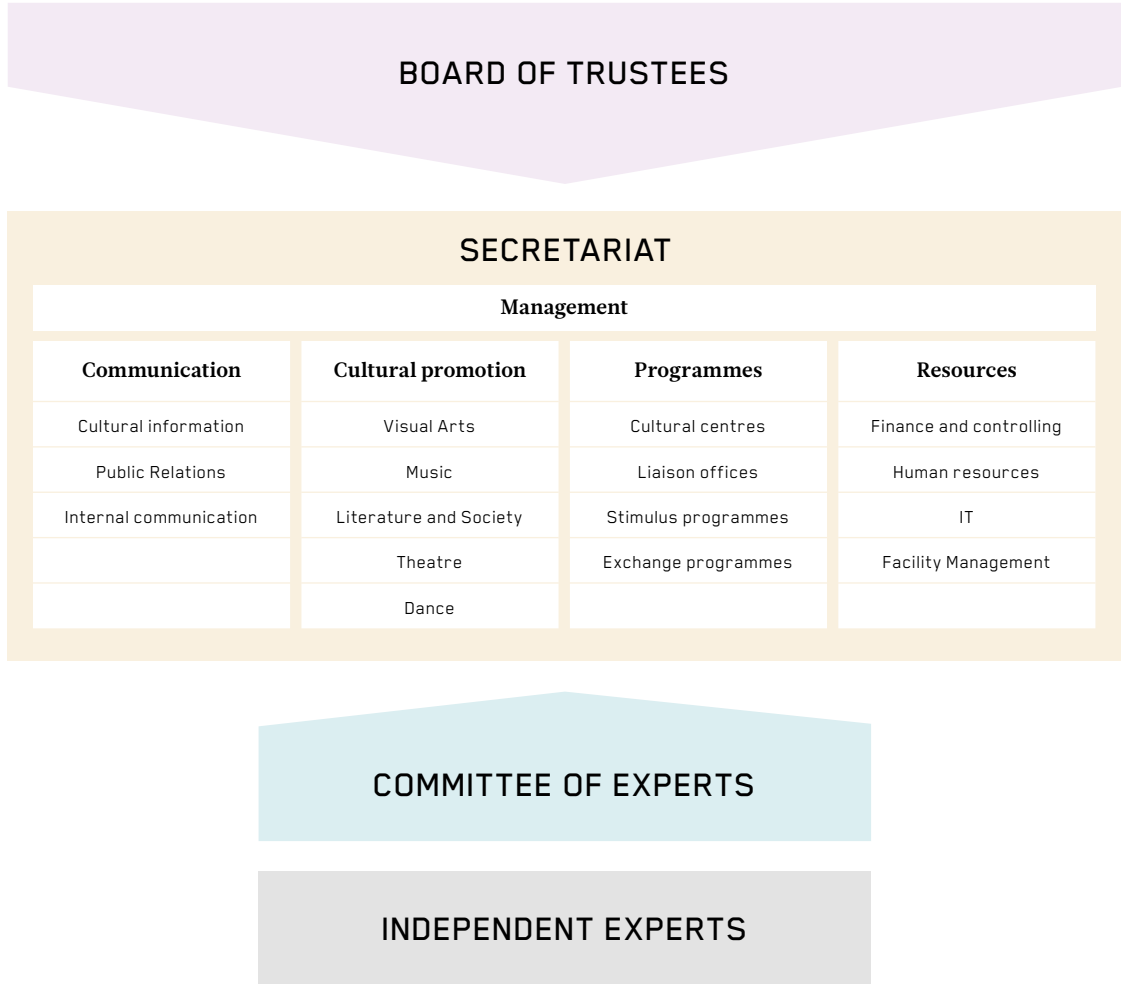 BOARD OF TRUSTEES
SECRETARIAT
Management
Communication
Cultural information
Public Relations
Internal communication
Cultural promotion
Visual Arts
Music
Literature and Society
Theatre
Dance
Programmes
Cultural centres
Liaison offices
Stimulus programmes
Exchange programmes
Resources
Finance and controlling
Human resources
IT
Facility Management
COMMITTEE OF EXPERTS
INDEPENDENT EXPERTS